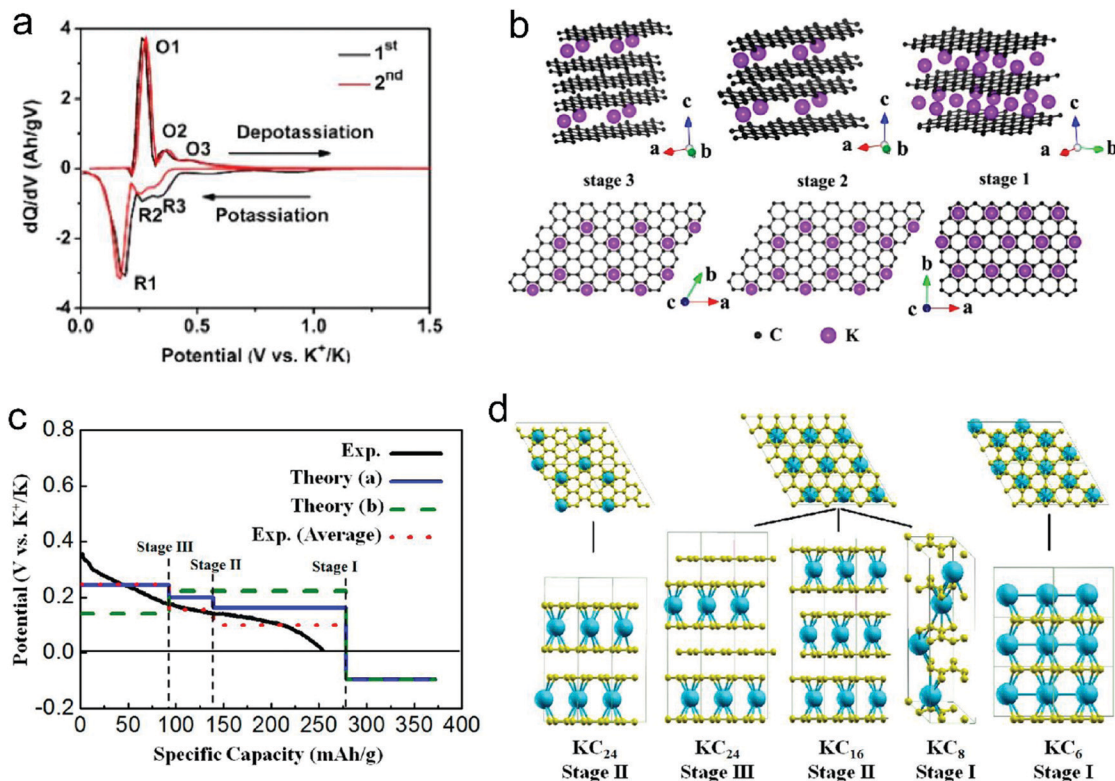 a
4
2
0
-2
-4
dQ/dV (Ah/gV)
O1
O2
O3
1st
2nd
Depotassiation
Potassiation
R1
R2
R3
0.0
0.5
1.0
1.5
Potential (V vs. K+/K)
b
c
a
b
c
a
b
c
a
b
stage 3
stage 2
stage 1
b
c
a
b
c
a
C
K
c
0.8
0.6
0.4
0.2
0.0
-0.2
Potential (V vs. K+/K)
Exp.
Theory (a)
Theory (b)
Exp. (Average)
Stage III
Stage II
Stage I
0 50 100 150 200 250 300 350 400
Specific Capacity (mAh/g)
d
KC24
Stage II
KC24
Stage III
KC16
Stage II
KC8
Stage I
KC6
Stage I